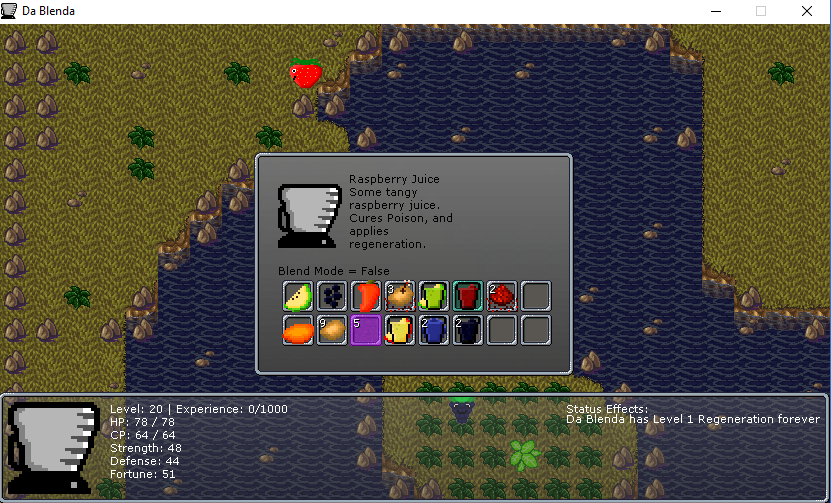 Da Blenda
Raspberry Juice
Some tangy
raspberry juice.
Cures Poison, and
applies
regeneration.
Blend Mode = False
3
2
9
5
2
2
Level: 20 | Experience: 0/1000
HP: 78 / 78
CP: 64 / 64
Strength: 48
Defense: 44
Fortune: 51
Status Effects:
Da Blenda has Level 1 Regeneration forever